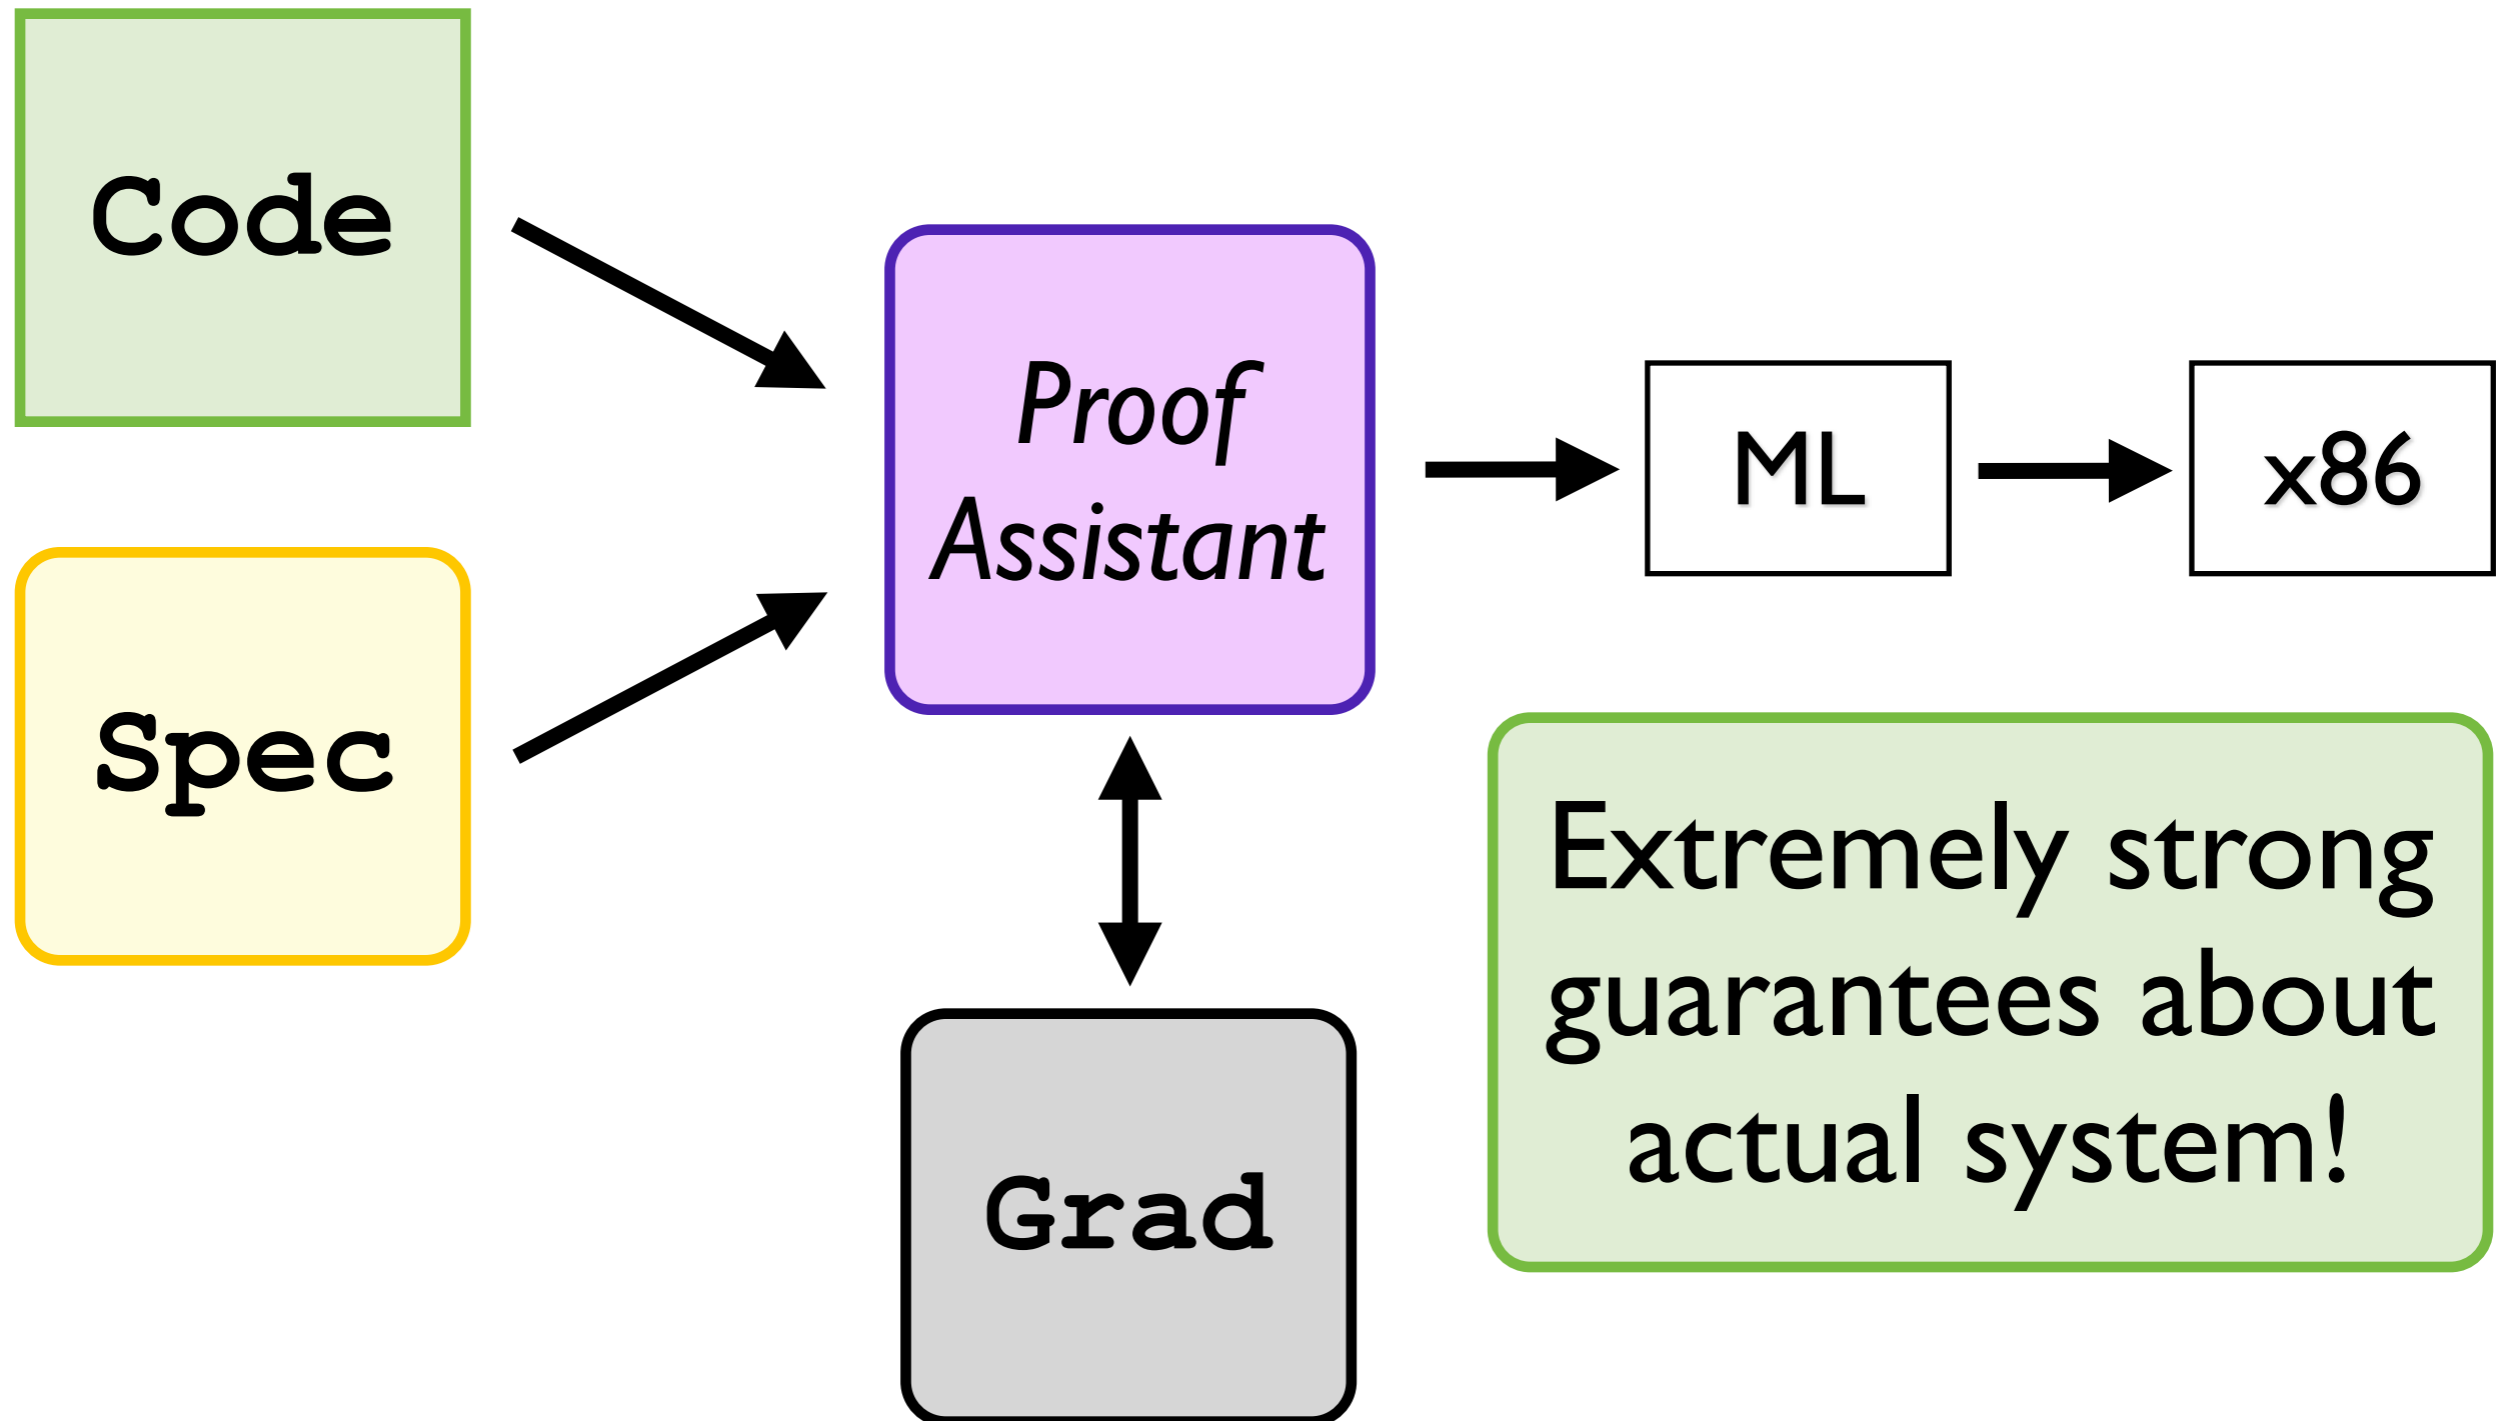 Code
Spec
Proof
Assistant
ML
x86
Grad
Extremely strong
guarantees about
actual system!